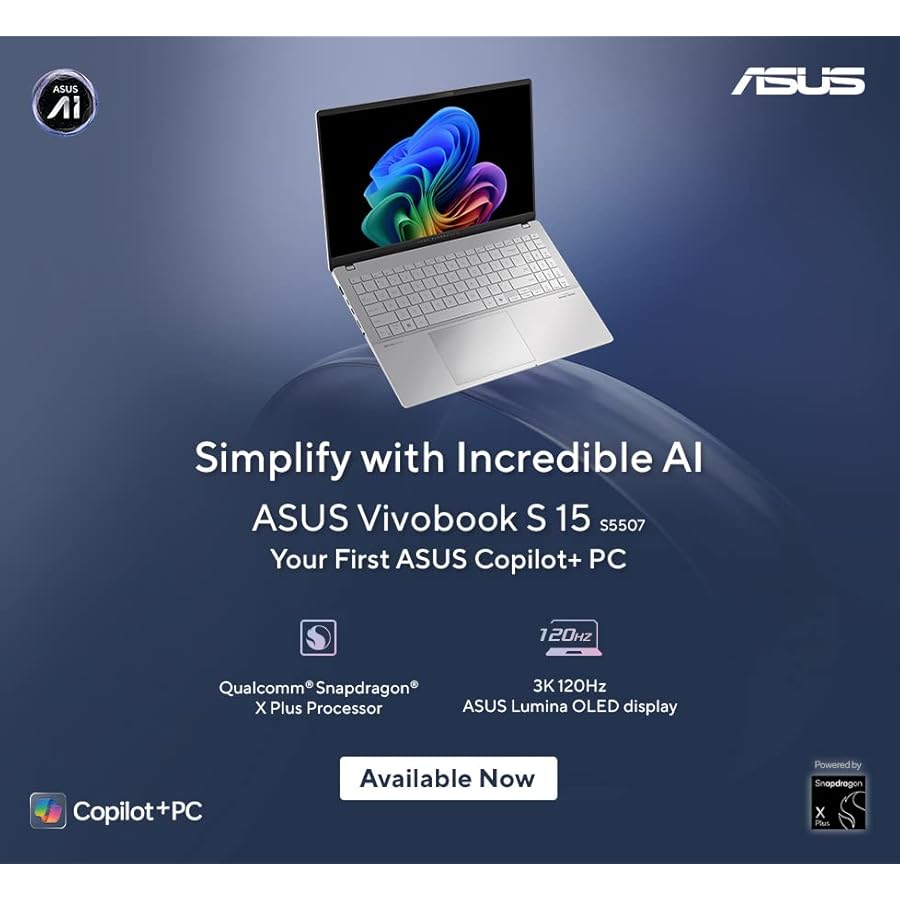 ASUS
AI
ASUS
Simplify with Incredible AI
ASUS Vivobook S 15 S5507
Your First ASUS Copilot+ PC
120HZ
Qualcomm® Snapdragon®
X Plus Processor
3K 120Hz
ASUS Lumina OLED display
Available Now
Copilot+PC
Powered by
Snapdragon
X
Plus